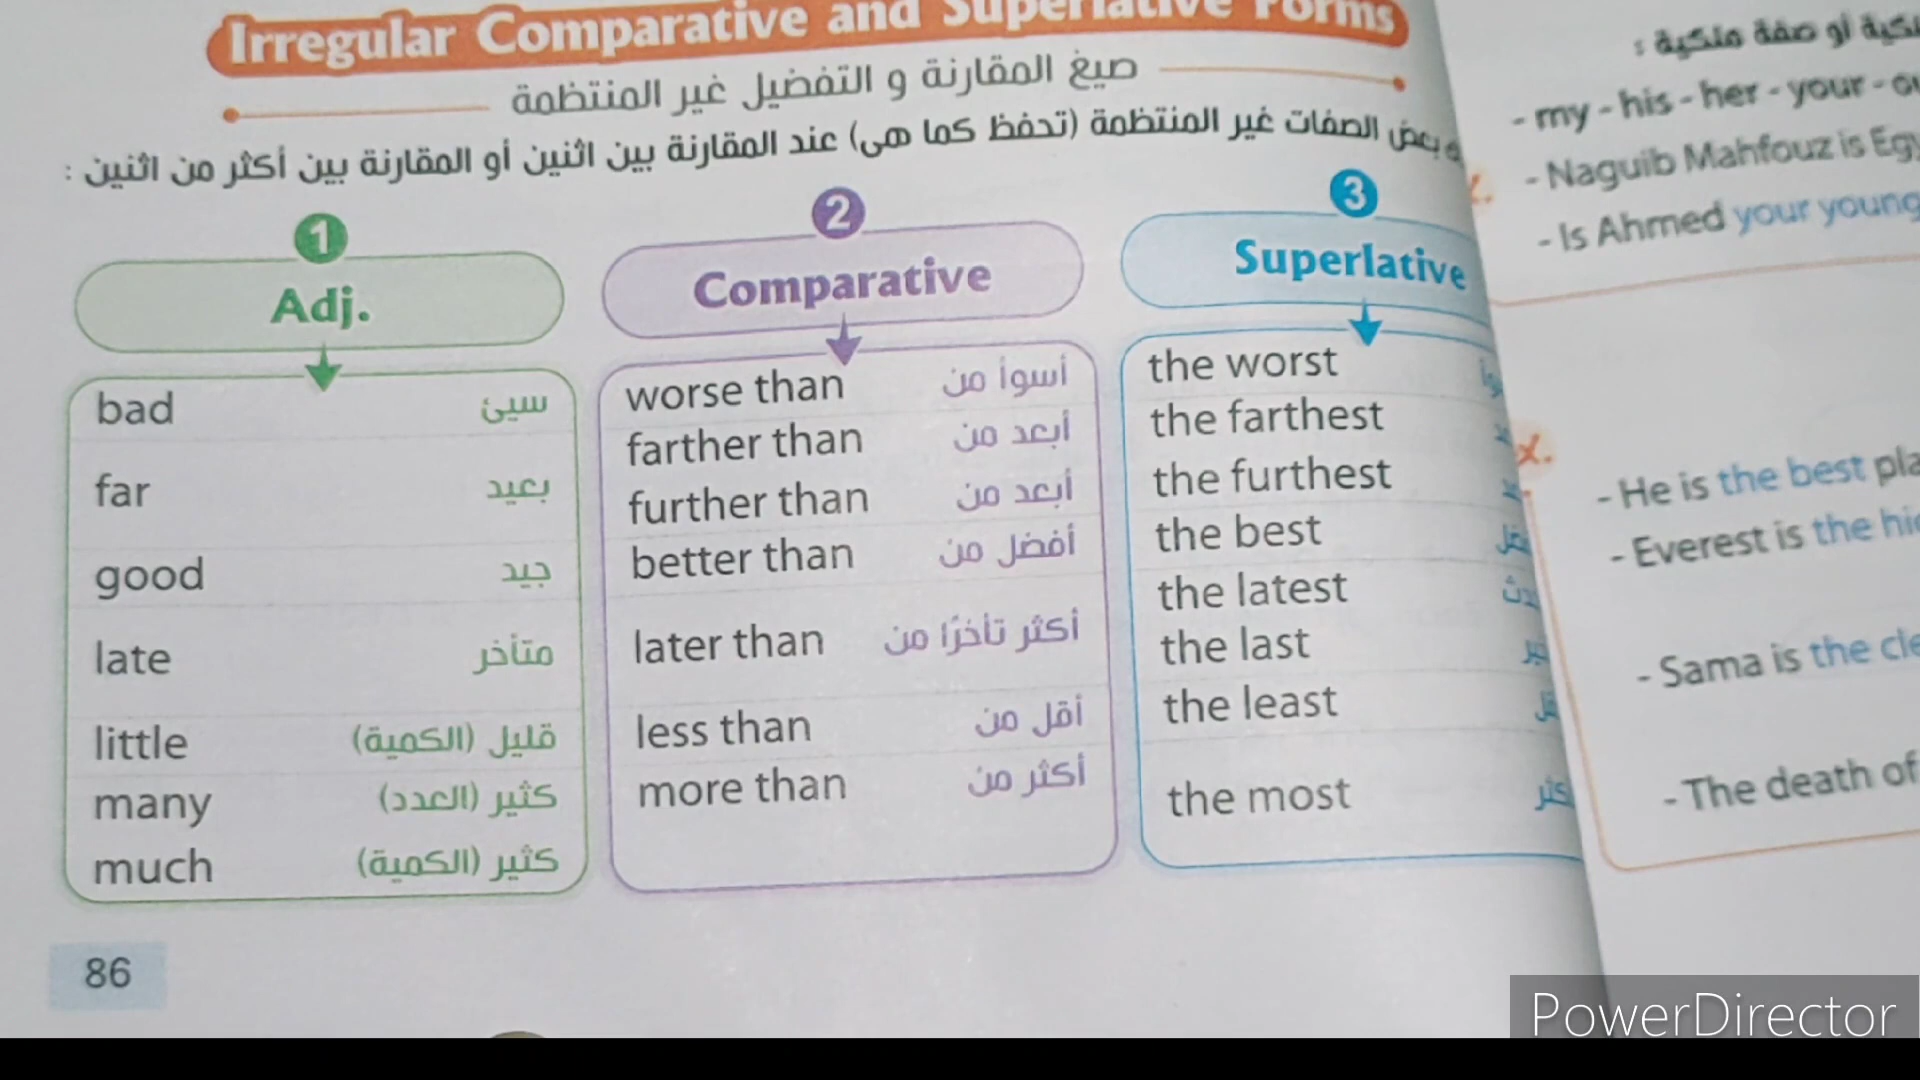 Irregular Comparative and Superlative Forms
صيغ المقارنة و التفضيل غير المنتظمة
بعض الصفات غير المنتظمة (تحفظ كما هى) عند المقارنة بين اثنين أو المقارنة بين أكثر من اثنين :
1
Adj.
bad سيئ
far بعيد
good جيد
late متأخر
little قليل (الكمية)
many كثير (العدد)
much كثير (الكمية)
2
Comparative
worse than أسوأ من
farther than أبعد من
further than أبعد من
better than أفضل من
later than أكثر تأخرًا من
less than أقل من
more than أكثر من
3
Superlative
the worst
the farthest
the furthest
the best
the latest
the last
the least
the most
86
أو صفة ملكية :
- my - his - her - your -
- Naguib Mahfouz is
- Is Ahmed your
- He is the best
- Everest is the
- Sama is the
- The death of
PowerDirector